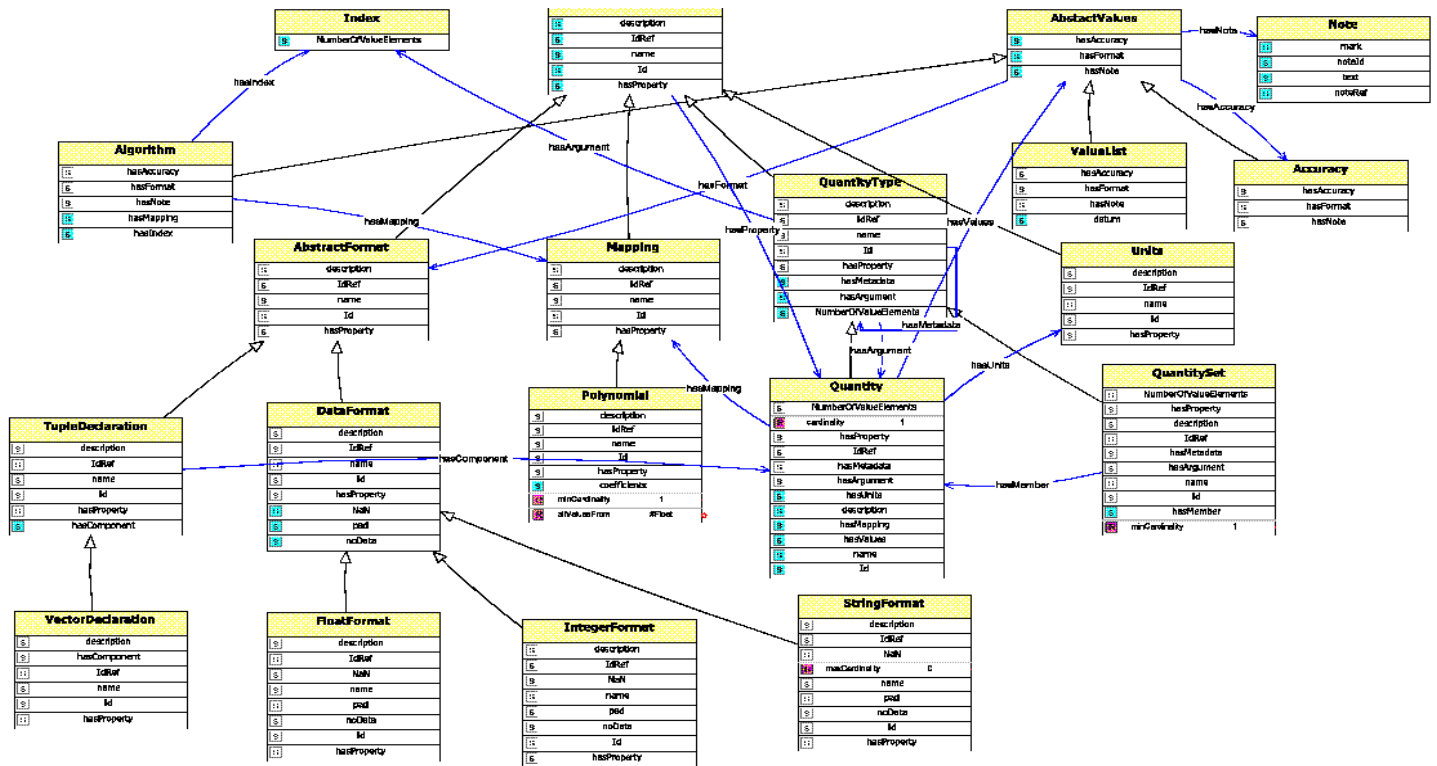 Index
NumberOfValueElements
description
IdRef
name
Id
hasProperty
AbstactValues
hasAccuracy
hasFormat
hasNote
hasNote
Note
mark
noteId
text
noteRef
hasIndex
hasAccuracy
Algorithm
hasAccuracy
hasFormat
hasNote
hasMapping
hasIndex
hasArgument
hasFormat
hasMapping
hasProperty
hasValues
ValueList
hasAccuracy
hasFormat
hasNote
datum
Accuracy
hasAccuracy
hasFormat
hasNote
QuantityType
description
IdRef
name
Id
hasProperty
hasMetadata
hasArgument
NumberOfValueElements
hasMetadata
hasArgument
AbstractFormat
description
IdRef
name
Id
hasProperty
Mapping
description
IdRef
name
Id
hasProperty
Units
description
IdRef
name
Id
hasProperty
hasUnits
hasMapping
QuantitySet
NumberOfValueElements
hasProperty
description
IdRef
hasMetadata
hasArgument
name
Id
hasMember
minCardinality 1
Polynomial
description
IdRef
name
Id
hasProperty
coefficients
minCardinality 1
allValuesFrom #Float
Quantity
NumberOfValueElements
cardinality 1
hasProperty
IdRef
hasMetadata
hasArgument
hasUnits
description
hasMapping
hasValues
name
Id
hasMember
TupleDeclaration
description
IdRef
name
Id
hasProperty
hasComponent
hasComponent
DataFormat
description
IdRef
name
Id
hasProperty
NaN
pad
noData
VectorDeclaration
description
hasComponent
IdRef
name
Id
hasProperty
FloatFormat
description
IdRef
NaN
name
pad
noData
Id
hasProperty
IntegerFormat
description
IdRef
NaN
name
pad
noData
Id
hasProperty
StringFormat
description
IdRef
NaN
maxCardinality 0
name
pad
noData
Id
hasProperty